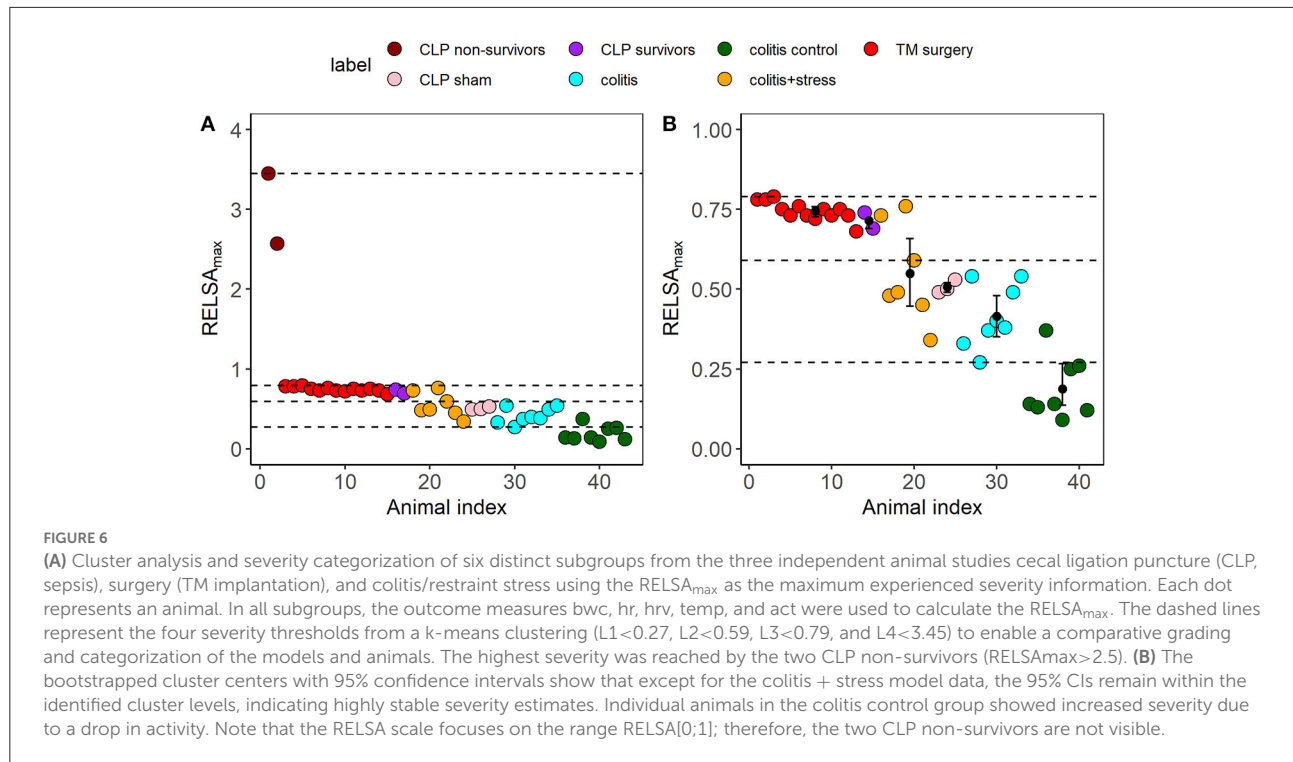 label
CLP non-survivors CLP survivors colitis control TM surgery
CLP sham colitis colitis+stress
A
4
3
2
1
0
RELSAmax
0 10 20 30 40
Animal index
B
1.00
0.75
0.50
0.25
0.00
RELSAmax
0 10 20 30 40
Animal index
FIGURE 6
(A) Cluster analysis and severity categorization of six distinct subgroups from the three independent animal studies cecal ligation puncture (CLP,
sepsis), surgery (TM implantation), and colitis/restraint stress using the RELSAmax as the maximum experienced severity information. Each dot
represents an animal. In all subgroups, the outcome measures bwc, hr, hrv, temp, and act were used to calculate the RELSAmax. The dashed lines
represent the four severity thresholds from a k-means clustering (L1<0.27, L2<0.59, L3<0.79, and L4<3.45) to enable a comparative grading
and categorization of the models and animals. The highest severity was reached by the two CLP non-survivors (RELSAmax>2.5). (B) The
bootstrapped cluster centers with 95% confidence intervals show that except for the colitis + stress model data, the 95% CIs remain within the
identified cluster levels, indicating highly stable severity estimates. Individual animals in the colitis control group showed increased severity due
to a drop in activity. Note that the RELSA scale focuses on the range RELSA[0;1]; therefore, the two CLP non-survivors are not visible.